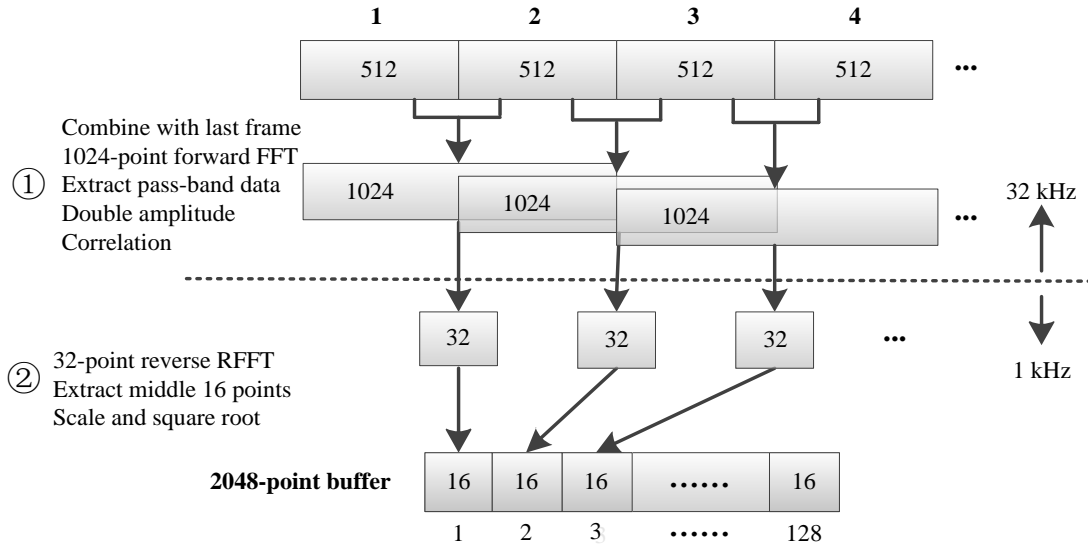 1 2 3 4
512 512 512 512 ...
Combine with last frame
1024-point forward FFT
① Extract pass-band data
Double amplitude
Correlation
1024 1024 1024 ...
32 kHz
32 32 32 ...
1 kHz
② 32-point reverse RFFT
Extract middle 16 points
Scale and square root
2048-point buffer 16 16 16 ...... 16
1 2 3 ...... 128